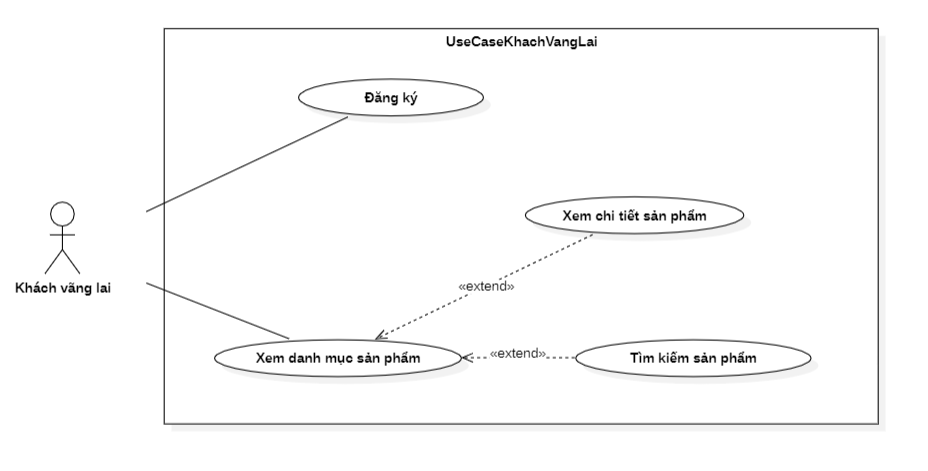 UseCaseKhachVangLai
Đăng ký
Xem chi tiết sản phẩm
Khách vãng lai
«extend»
Xem danh mục sản phẩm
«extend»
Tìm kiếm sản phẩm